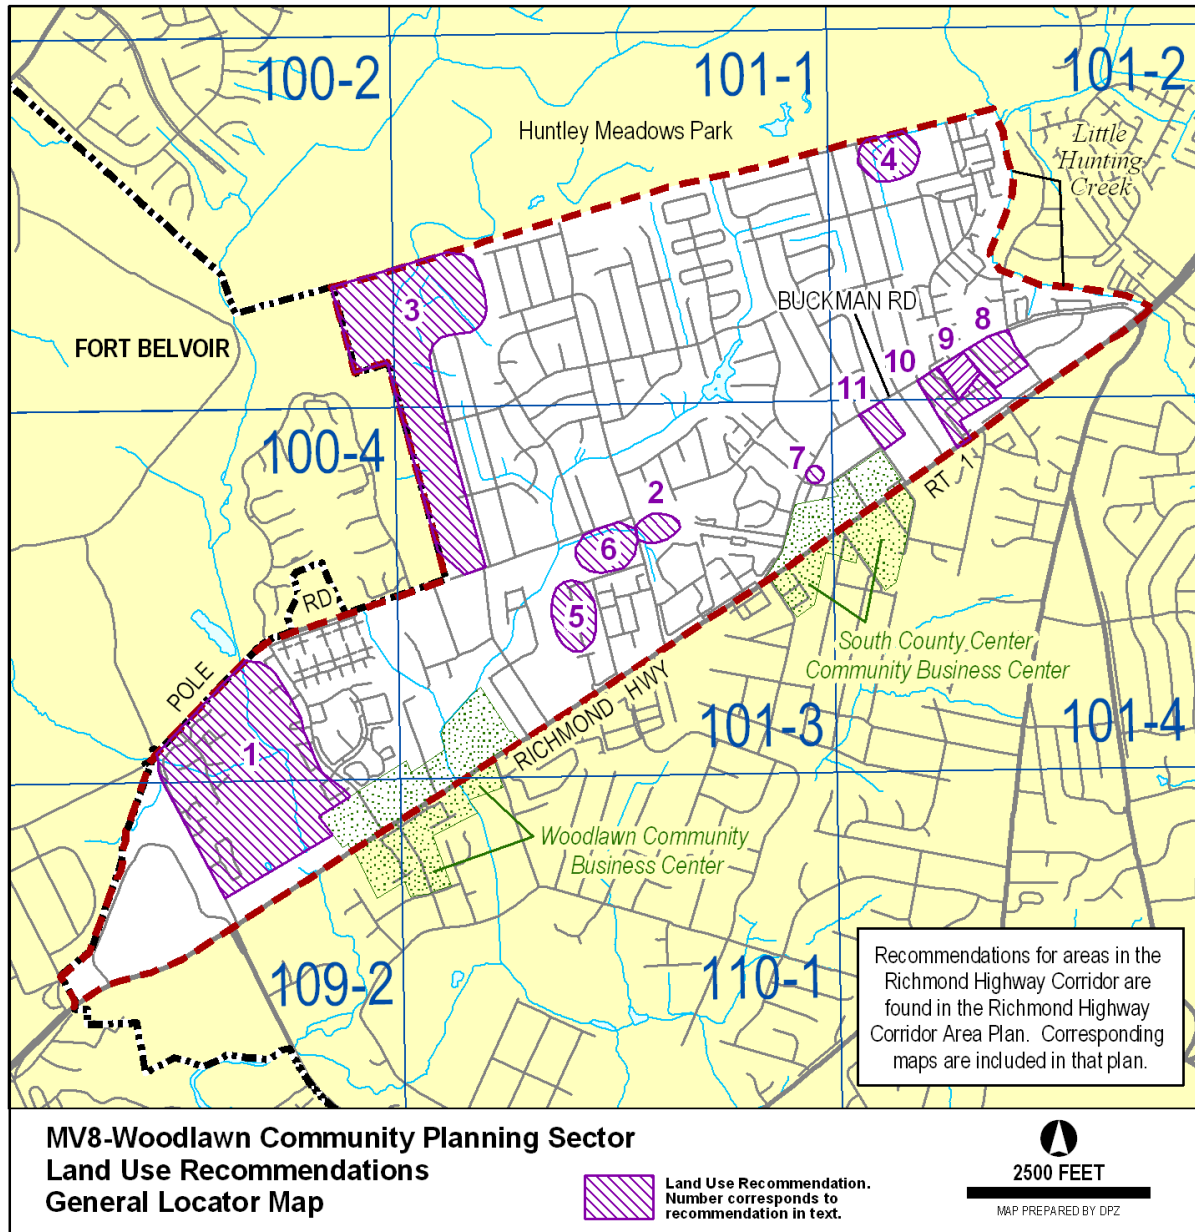 100-2
101-1
101-2
Huntley Meadows Park
Little
Hunting
Creek
4
3
BUCKMAN RD
8
9
10
11
FORT BELVOIR
100-4
7
RT 1
2
6
5
RD
POLE
South County Center
Community Business Center
RICHMOND HWY
101-3
101-4
1
Woodlawn Community
Business Center
109-2
110-1
Recommendations for areas in the
Richmond Highway Corridor are
found in the Richmond Highway
Corridor Area Plan. Corresponding
maps are included in that plan.
MV8-Woodlawn Community Planning Sector
Land Use Recommendations
General Locator Map
Land Use Recommendation.
Number corresponds to
recommendation in text.
2500 FEET
MAP PREPARED BY DPZ